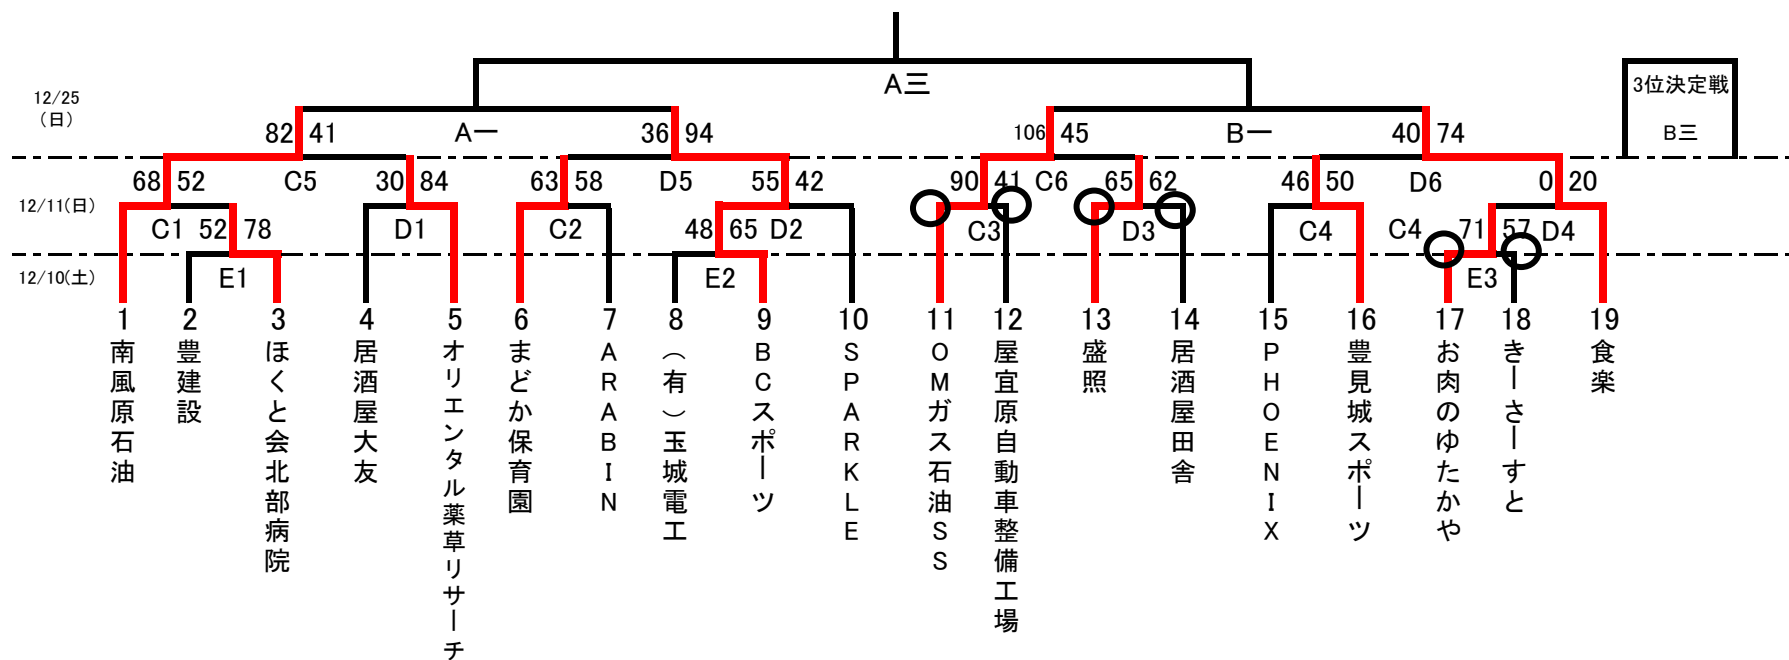 A三
3位決定戦
12/25
（日）
82 41 A一 36 94 106 45 B一 40 74 B三
68 52 C5 30 84 63 58 D5 55 42 90 41 C6 65 62 46 50 D6 0 20
12/11(日)
C1 52 78 D1 C2 48 65 D2 C3 D3 C4 C4 71 57 D4
12/10(土)
E1 E2 E3
1 2 3 4 5 6 7 8 9 10 11 12 13 14 15 16 17 18 19
南風原石油
豊建設
ほくと会北部病院
居酒屋大友
オリエンタル薬草リサーチ
まどか保育園
ARABIN
（有）玉城電工
BCスポーツ
SPARKLE
OMガス石油SS
屋宜原自動車整備工場
盛照
居酒屋田舎
PHOENIX
豊見城スポーツ
お肉のゆたかや
きーさーすと
食楽